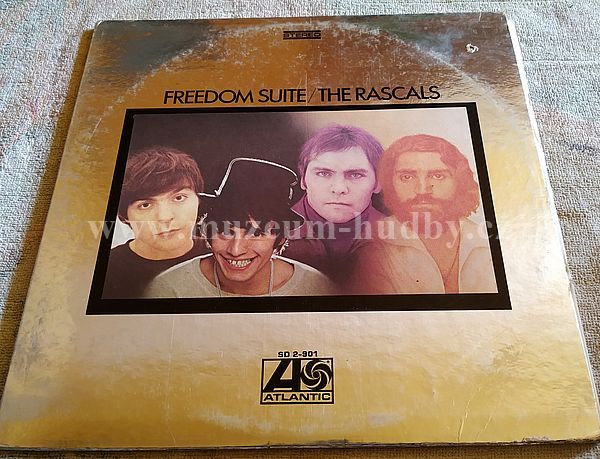 STEREO
FREEDOM SUITE/THE RASCALS
www.muzeum-hudby.cz
SD 2-901
ATLANTIC